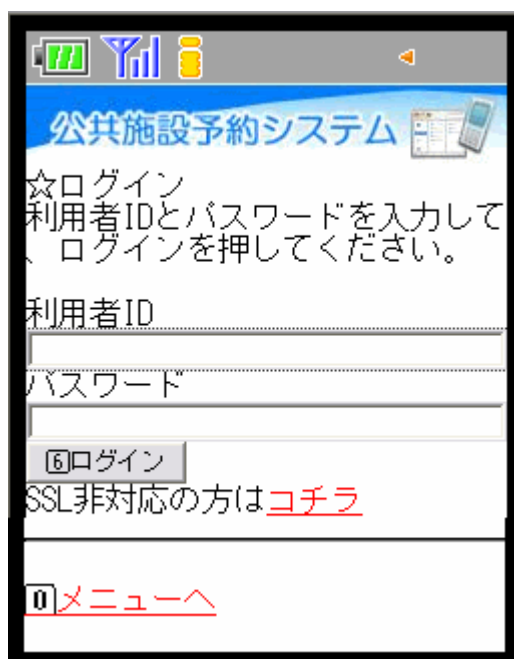 公共施設予約システム
☆ログイン
利用者IDとパスワードを入力して
、ログインを押してください。
利用者ID
パスワード
6ログイン
SSL非対応の方はコチラ
0メニューへ